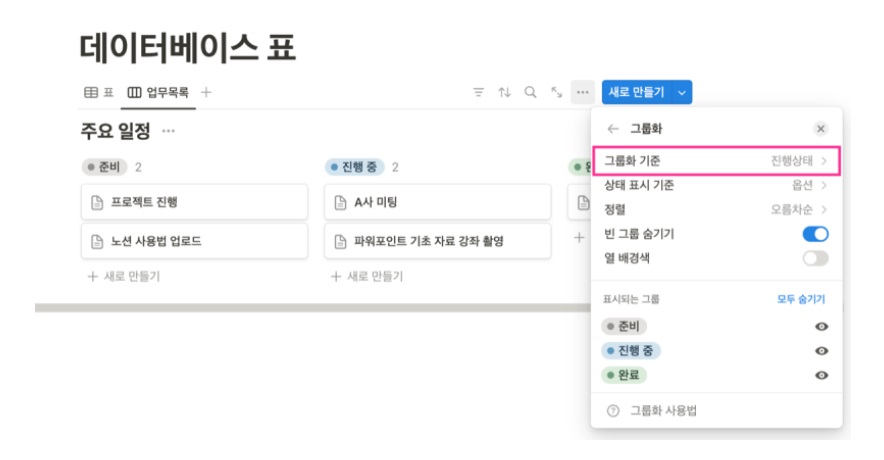 데이터베이스 표
표 업무목록
새로 만들기
주요 일정
준비 2
진행 중 2
프로젝트 진행
A사 미팅
노션 사용법 업로드
파워포인트 기초 자료 강좌 촬영
새로 만들기
새로 만들기
그룹화
그룹화 기준 진행상태
상태 표시 기준 옵션
정렬 오름차순
빈 그룹 숨기기
열 배경색
표시되는 그룹 모두 숨기기
준비
진행 중
완료
그룹화 사용법